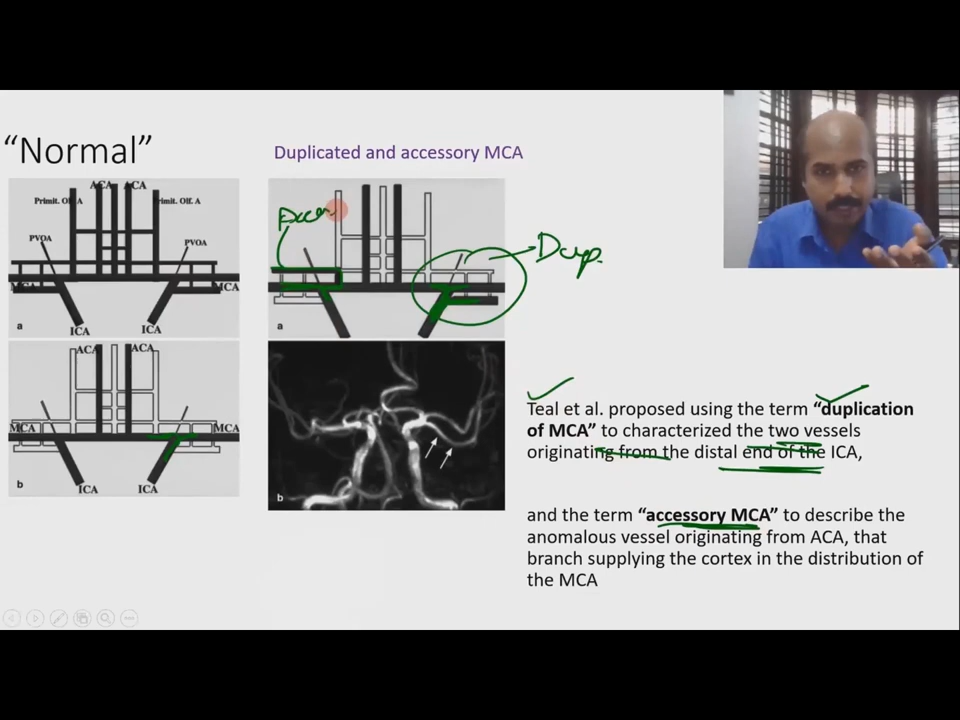 “Normal”
Duplicated and accessory MCA
ACA ACA
Primit. Olf. A Primit. Olf. A
PVOA
PVOA
MCA MCA
a
ICA ICA
ACA ACA
MCA MCA
b
ICA ICA
Dup.
a
b
Teal et al. proposed using the term “duplication
of MCA” to characterized the two vessels
originating from the distal end of the ICA,
and the term “accessory MCA” to describe the
anomalous vessel originating from ACA, that
branch supplying the cortex in the distribution of
the MCA